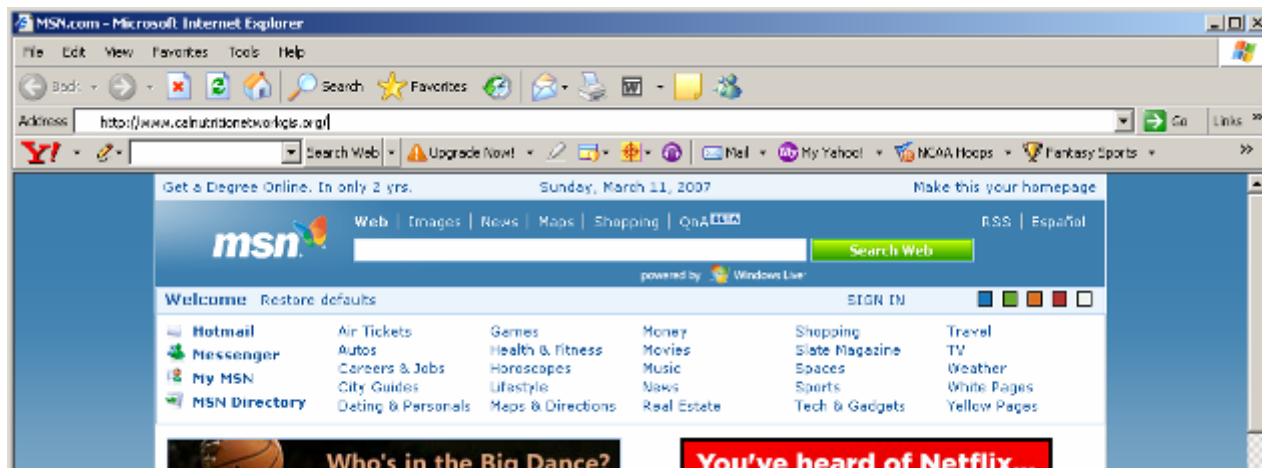 MSN.com - Microsoft Internet Explorer
File Edit View Favorites Tools Help
Back Search Favorites
Address http://www.calnutritionetworkgis.org/ Go Links »
Y! Search Web Upgrade Now! Mail My Yahoo! NCAA Hoops Fantasy Sports »
Get a Degree Online. In only 2 yrs. Sunday, March 11, 2007 Make this your homepage
Web | Images | News | Maps | Shopping | QnA BETA RSS | Español
msn Search Web
powered by Windows Live
Welcome Restore defaults SIGN IN
Hotmail Air Tickets Games Money Shopping Travel
Messenger Autos Health & Fitness Movies Slate Magazine TV
My MSN Careers & Jobs Horoscopes Music Spaces Weather
MSN Directory City Guides Lifestyle News Sports White Pages
Dating & Personals Maps & Directions Real Estate Tech & Gadgets Yellow Pages
Who's in the Big Dance? You've heard of Netflix...